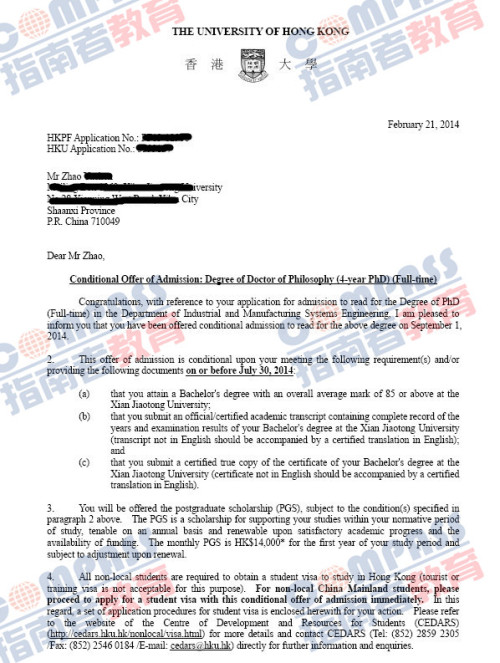 THE UNIVERSITY OF HONG KONG
香 港 大 學
February 21, 2014
HKPF Application No.:
HKU Application No.:
Mr Zhao
University
City
Shaanxi Province
P.R. China 710049
Dear Mr Zhao,
Conditional Offer of Admission: Degree of Doctor of Philosophy (4-year PhD) (Full-time)
Congratulations, with reference to your application for admission to read for the Degree of PhD
(Full-time) in the Department of Industrial and Manufacturing Systems Engineering. I am pleased to
inform you that you have been offered conditional admission to read for the above degree on September 1,
2014.
2. This offer of admission is conditional upon your meeting the following requirement(s) and/or
providing the following documents on or before July 30, 2014:
(a) that you attain a Bachelor's degree with an overall average mark of 85 or above at the
Xian Jiaotong University;
(b) that you submit an official/certified academic transcript containing complete record of the
years and examination results of your Bachelor's degree at the Xian Jiaotong University
(transcript not in English should be accompanied by a certified translation in English);
and
(c) that you submit a certified true copy of the certificate of your Bachelor's degree at the
Xian Jiaotong University (certificate not in English should be accompanied by a certified
translation in English).
3. You will be offered the postgraduate scholarship (PGS), subject to the condition(s) specified in
paragraph 2 above. The PGS is a scholarship for supporting your studies within your normative period
of study, tenable on an annual basis and renewable upon satisfactory academic progress and the
availability of funding. The monthly PGS is HK$14,000* for the first year of your study period and
subject to adjustment upon renewal.
4. All non-local students are required to obtain a student visa to study in Hong Kong (tourist or
training visa is not acceptable for this purpose). For non-local China Mainland students, please
proceed to apply for a student visa with this conditional offer of admission immediately. In this
regard, a set of application procedures for student visa is enclosed herewith for your action. Please refer
to the website of the Centre of Development and Resources for Students (CEDARS)
(http://cedars.hku.hk/nonlocal/visa.html) for more details and contact CEDARS (Tel: (852) 2859 2305
/Fax: (852) 2546 0184 /E-mail: cedars@hku.hk) directly for further information and enquiries.
COMPASS
指南者教育